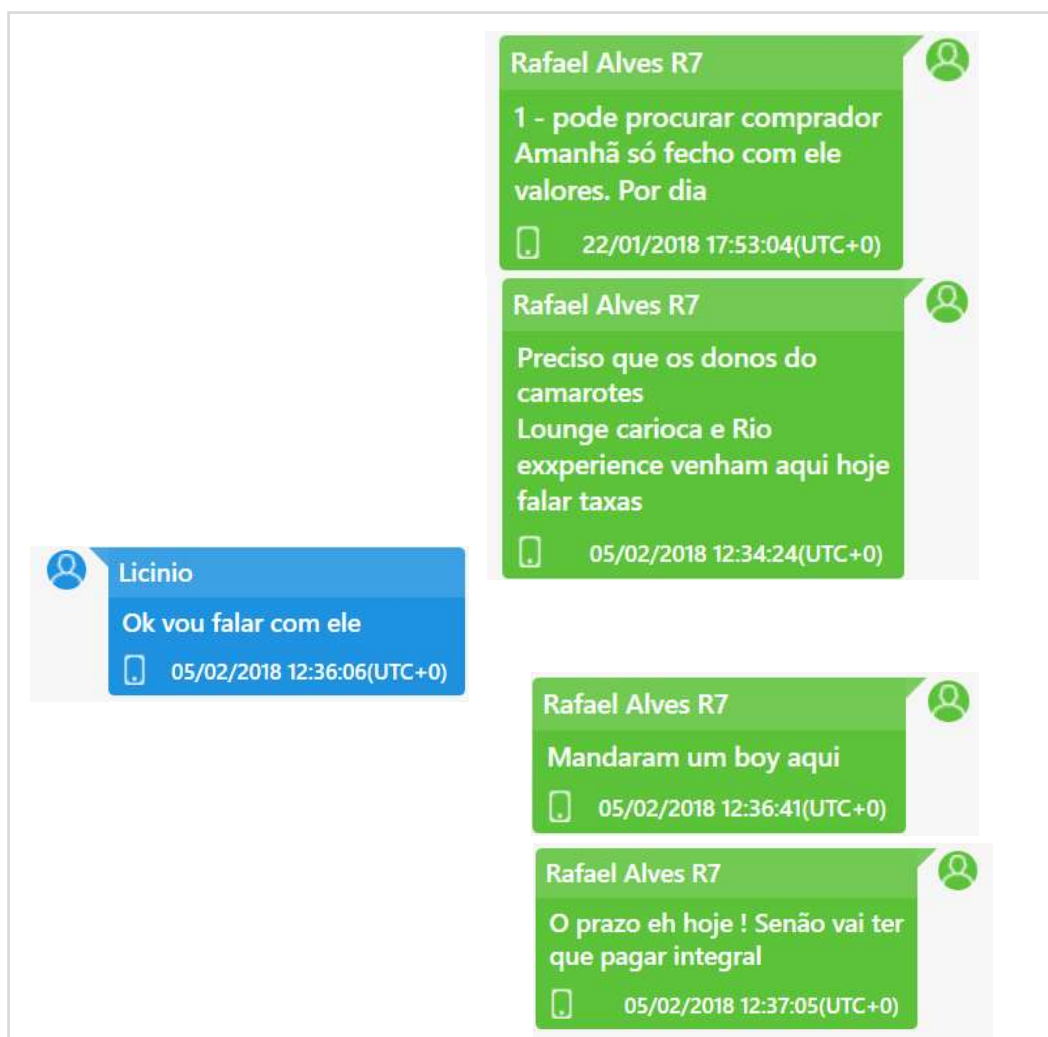 Rafael Alves R7
1 - pode procurar comprador
Amanhã só fecho com ele
valores. Por dia
22/01/2018 17:53:04(UTC+0)
Rafael Alves R7
Preciso que os donos do
camarotes
Lounge carioca e Rio
exxperience venham aqui hoje
falar taxas
05/02/2018 12:34:24(UTC+0)
Licinio
Ok vou falar com ele
05/02/2018 12:36:06(UTC+0)
Rafael Alves R7
Mandaram um boy aqui
05/02/2018 12:36:41(UTC+0)
Rafael Alves R7
O prazo eh hoje ! Senão vai ter
que pagar integral
05/02/2018 12:37:05(UTC+0)